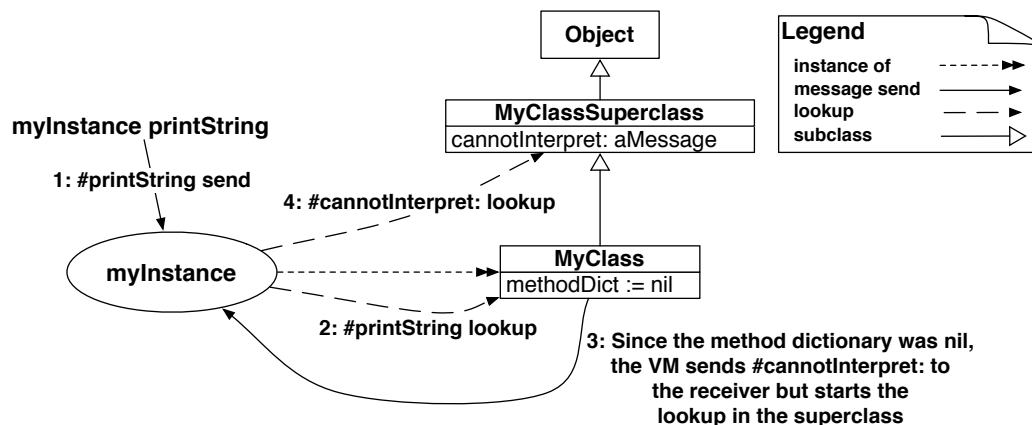 Object
Legend
instance of
message send
lookup
subclass
MyClassSuperclass
cannotInterpret: aMessage
myInstance printString
1: #printString send
4: #cannotInterpret: lookup
myInstance
MyClass
methodDict := nil
2: #printString lookup
3: Since the method dictionary was nil,
the VM sends #cannotInterpret: to
the receiver but starts the
lookup in the superclass